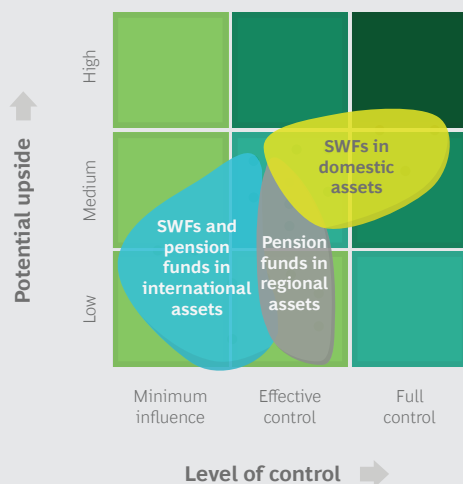 Potential upside
High
Medium
Low
SWFs in
domestic
assets
SWFs and
pension
funds in
international
assets
Pension
funds in
regional
assets
Minimum
influence
Effective
control
Full
control
Level of control